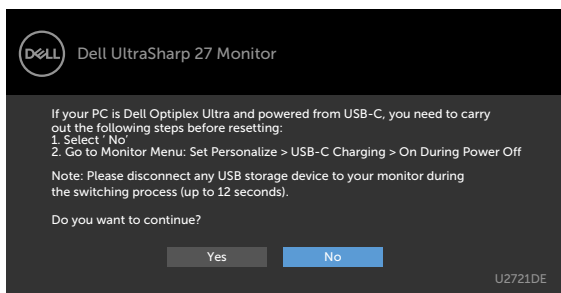 DELL
Dell UltraSharp 27 Monitor
If your PC is Dell Optiplex Ultra and powered from USB-C, you need to carry
out the following steps before resetting:
1. Select ‘ No’
2. Go to Monitor Menu: Set Personalize > USB-C Charging > On During Power Off
Note: Please disconnect any USB storage device to your monitor during
the switching process (up to 12 seconds).
Do you want to continue?
Yes
No
U2721DE